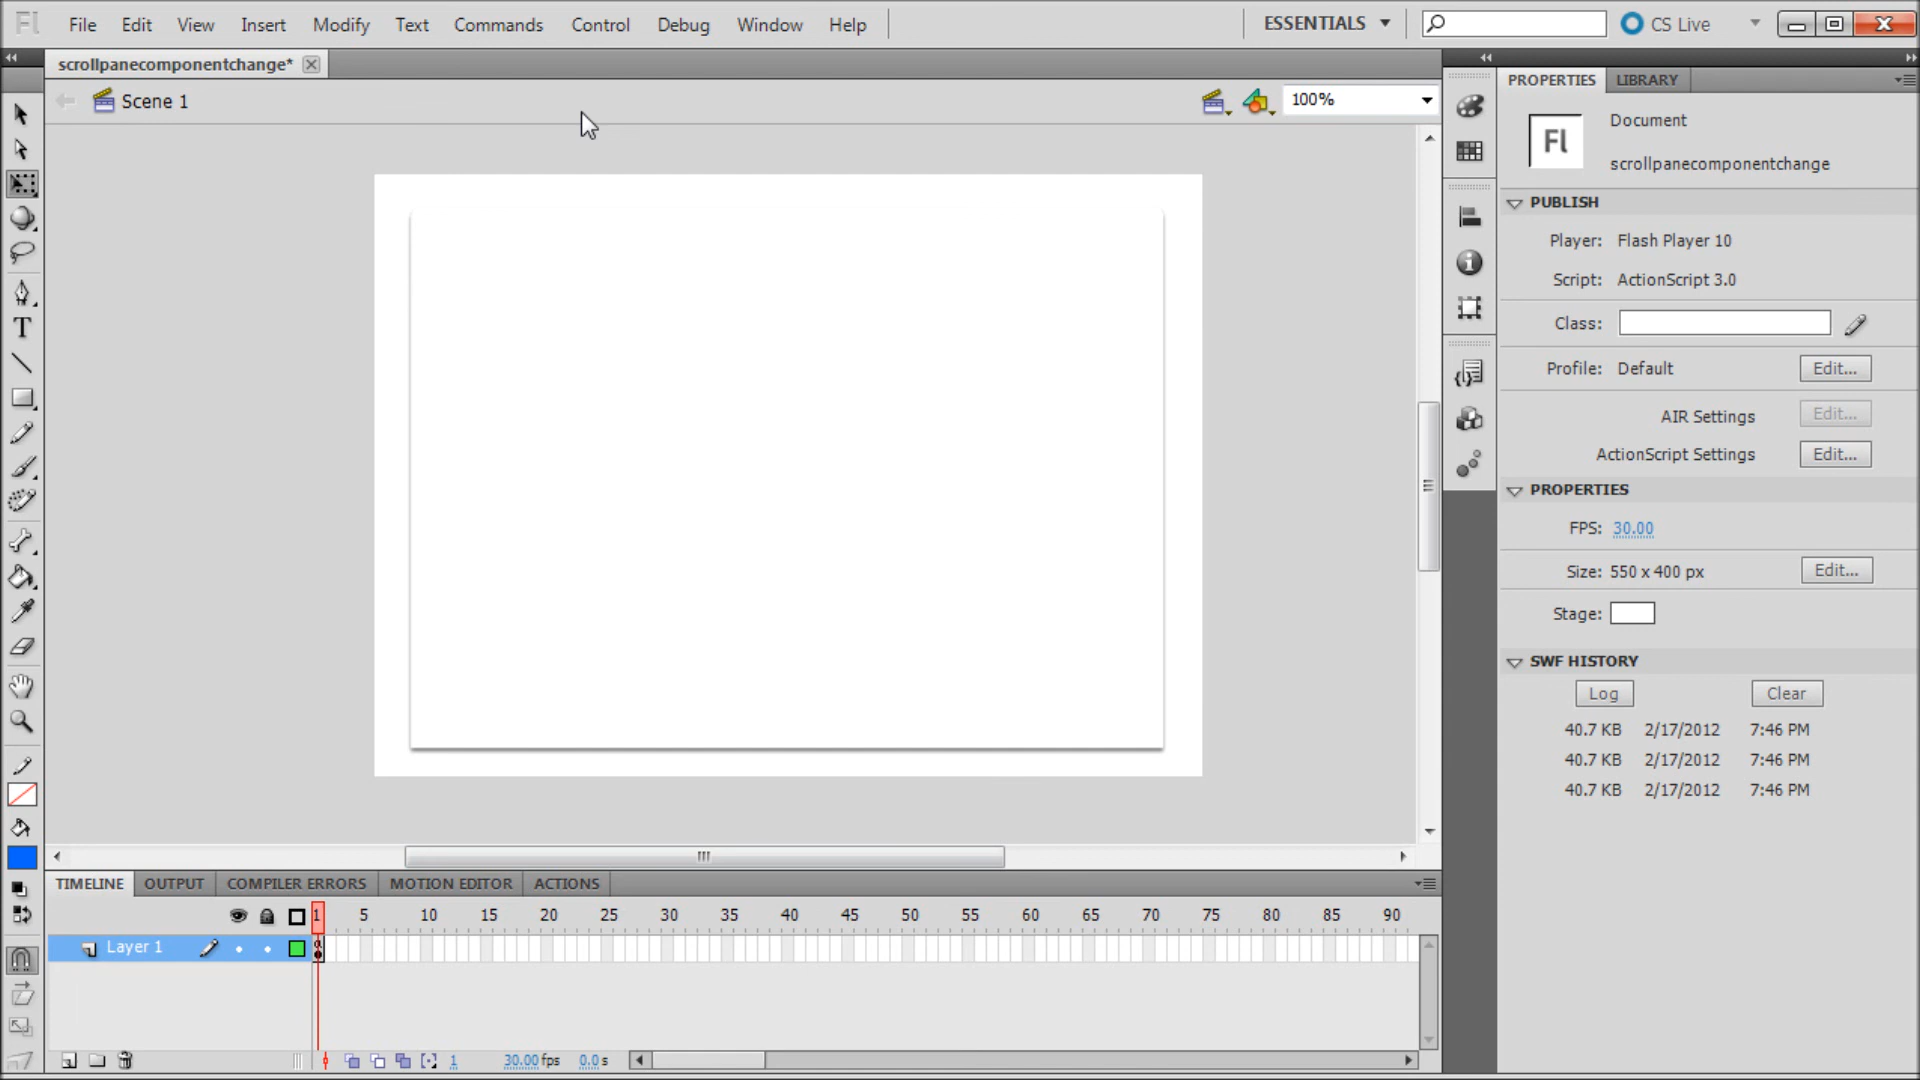 Fl File Edit View Insert Modify Text Commands Control Debug Window Help ESSENTIALS CS Live
scrollpanecomponentchange*
Scene 1 100%
PROPERTIES LIBRARY
Fl Document
scrollpanecomponentchange
PUBLISH
Player: Flash Player 10
Script: ActionScript 3.0
Class:
Profile: Default Edit...
AIR Settings Edit...
ActionScript Settings Edit...
PROPERTIES
FPS: 30.00
Size: 550 x 400 px Edit...
Stage:
SWF HISTORY
Log Clear
40.7 KB 2/17/2012 7:46 PM
40.7 KB 2/17/2012 7:46 PM
40.7 KB 2/17/2012 7:46 PM
TIMELINE OUTPUT COMPILER ERRORS MOTION EDITOR ACTIONS
1 5 10 15 20 25 30 35 40 45 50 55 60 65 70 75 80 85 90
Layer 1
1 30.00 fps 0.0 s